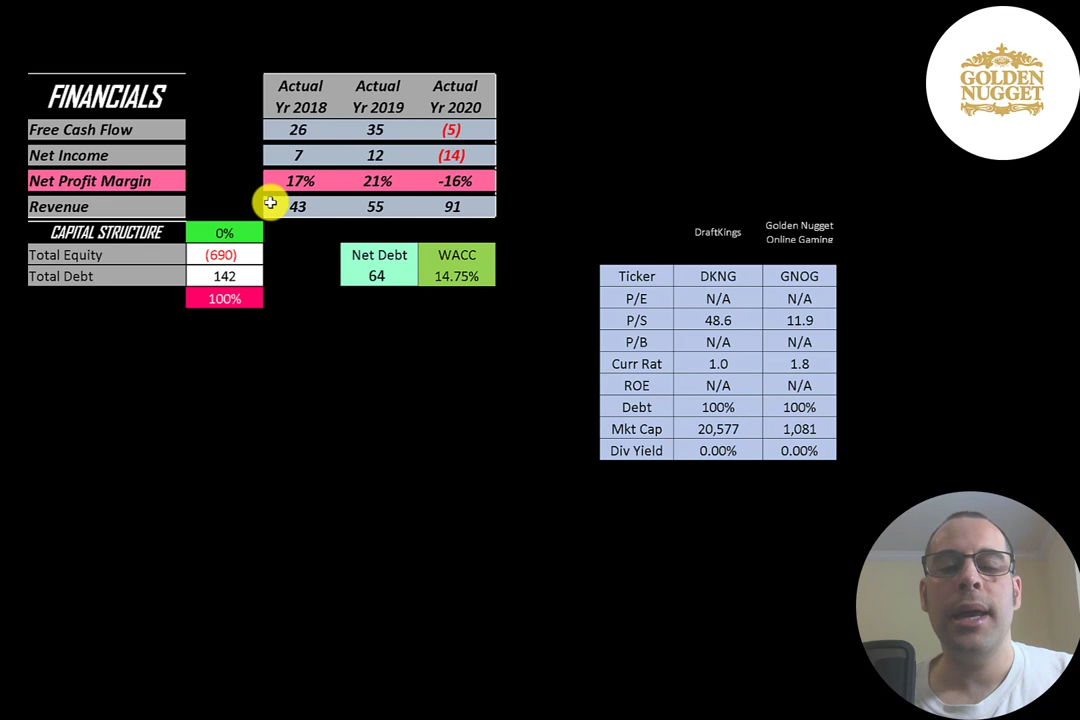 GOLDEN
NUGGET
FINANCIALS
Actual Actual Actual
Yr 2018 Yr 2019 Yr 2020
Free Cash Flow 26 35 (5)
Net Income 7 12 (14)
Net Profit Margin 17% 21% -16%
Revenue 43 55 91
CAPITAL STRUCTURE 0%
Total Equity (690) Net Debt WACC
Total Debt 142 64 14.75%
100%
DraftKings Golden Nugget
Online Gaming
Ticker DKNG GNOG
P/E N/A N/A
P/S 48.6 11.9
P/B N/A N/A
Curr Rat 1.0 1.8
ROE N/A N/A
Debt 100% 100%
Mkt Cap 20,577 1,081
Div Yield 0.00% 0.00%